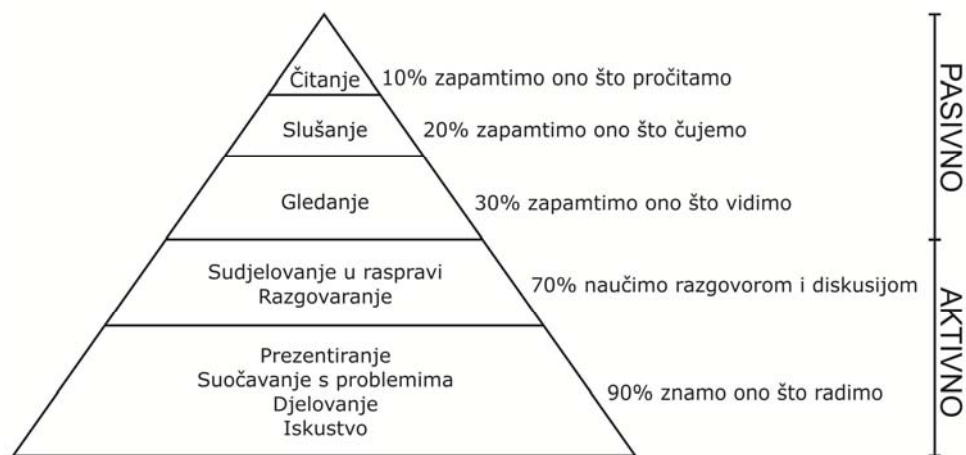 Čitanje
10% zapamtimo ono što pročitamo
Slušanje
20% zapamtimo ono što čujemo
Gledanje
30% zapamtimo ono što vidimo
PASIVNO
Sudjelovanje u raspravi
Razgovaranje
70% naučimo razgovorom i diskusijom
Prezentiranje
Suočavanje s problemima
Djelovanje
Iskustvo
90% znamo ono što radimo
AKTIVNO